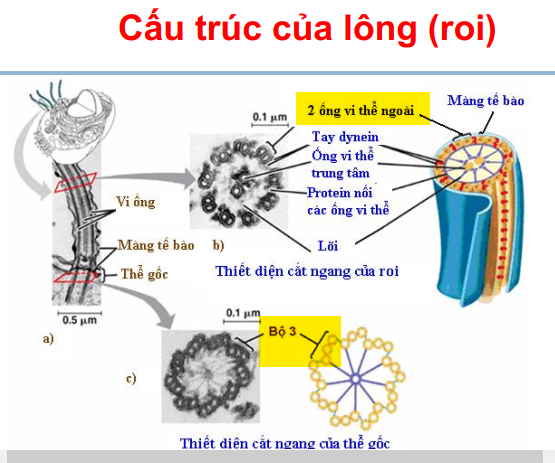 Cấu trúc của lông (roi)
0.1 µm
2 ống vi thể ngoài
Màng tế bào
Tay dynein
Ống vi thể
trung tâm
Protein nối
các ống vi thể
Vi ống
Màng tế bào
b)
Lõi
Thể gốc
Thiết diện cắt ngang của roi
0.5 µm
0.1 µm
a)
Bộ 3
c)
Thiết diện cắt ngang của thể gốc